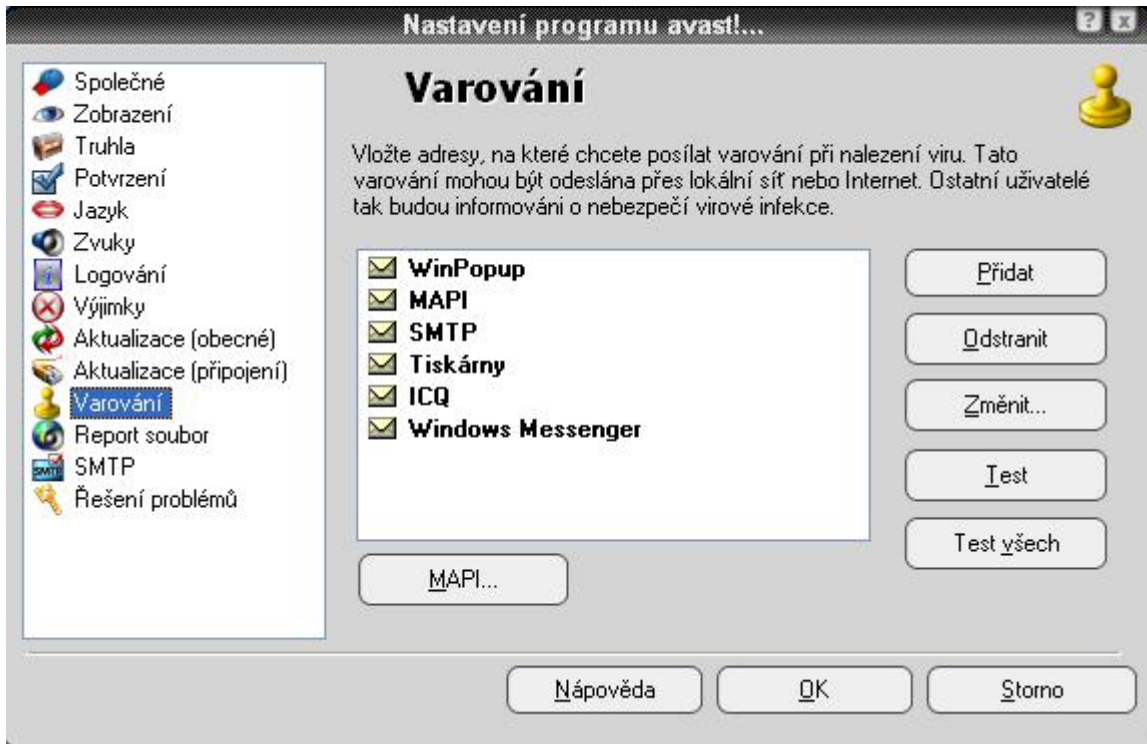 Nastavení programu avast!...
Společné
Zobrazení
Truhla
Potvrzení
Jazyk
Zvuky
Logování
Výjimky
Aktualizace (obecné)
Aktualizace (připojení)
Varování
Report soubor
SMTP
Řešení problémů
Varování
Vložte adresy, na které chcete posílat varování při nalezení viru. Tato
varování mohou být odeslána přes lokální síť nebo Internet. Ostatní uživatelé
tak budou informováni o nebezpečí virové infekce.
WinPopup
MAPI
SMTP
Tiskárny
ICQ
Windows Messenger
Přidat
Odstranit
Změnit...
Test
Test všech
MAPI...
Nápověda
OK
Storno